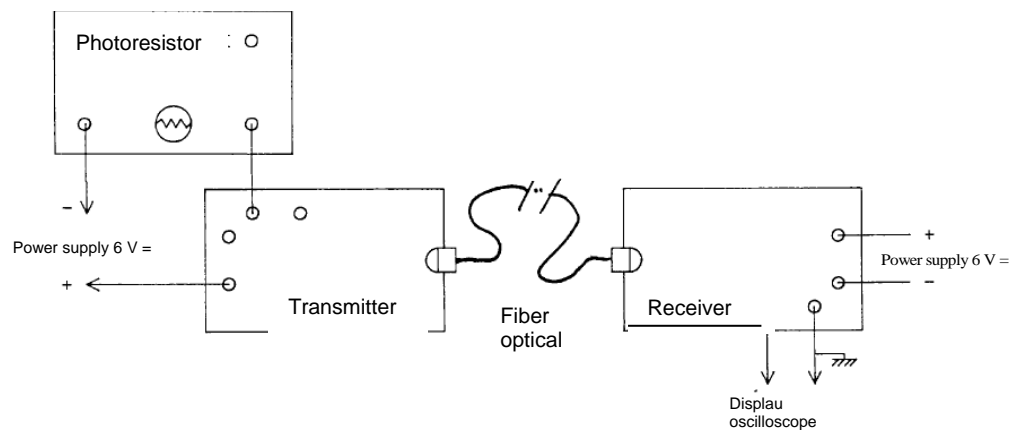 Photoresistor :
−
Power supply 6 V =
+
Transmitter
Fiber
optical
Receiver
+
Power supply 6 V =
−
Displau
oscilloscope